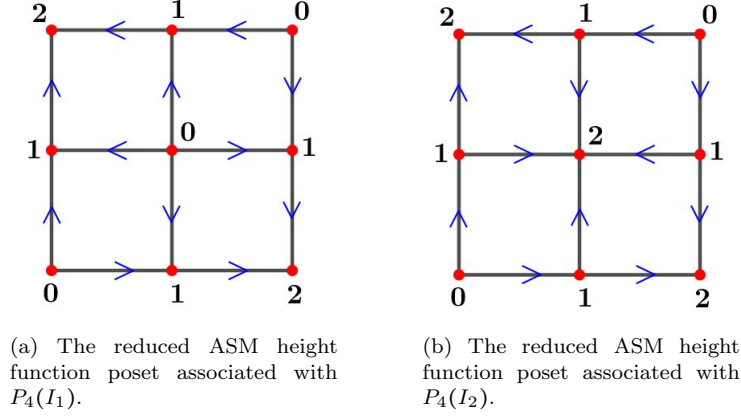 2 1 0
1 0 1
0 1 2
(a) The reduced ASM height
function poset associated with
P₄(I₁).
2 1 0
1 2 1
0 1 2
(b) The reduced ASM height
function poset associated with
P₄(I₂).